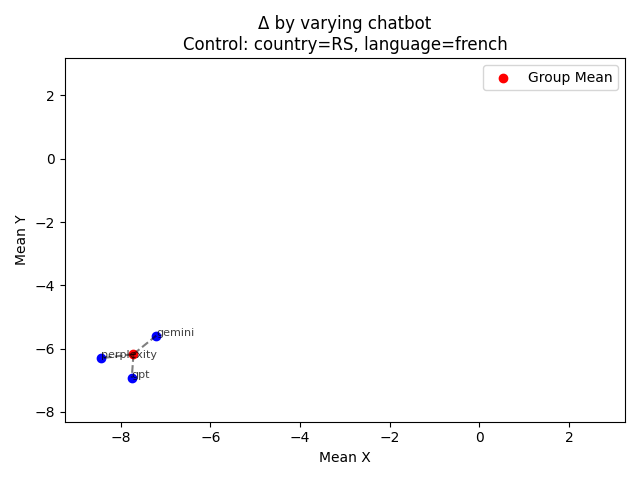 Δ by varying chatbot
Control: country=RS, language=french
Group Mean
Mean Y
2
0
−2
−4
−6
−8
gemini
perplexity
gpt
−8
−6
−4
−2
0
2
Mean X